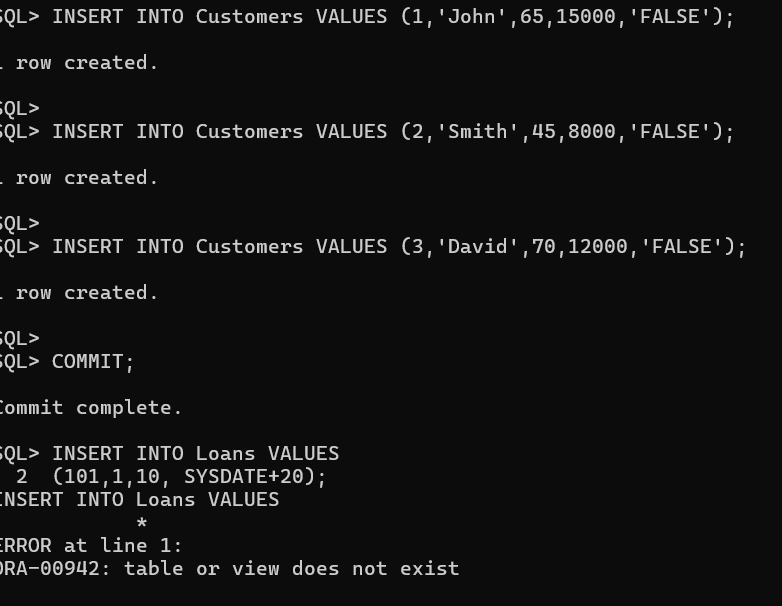 SQL> INSERT INTO Customers VALUES (1,'John',65,15000,'FALSE');
1 row created.
SQL>
SQL> INSERT INTO Customers VALUES (2,'Smith',45,8000,'FALSE');
1 row created.
SQL>
SQL> INSERT INTO Customers VALUES (3,'David',70,12000,'FALSE');
1 row created.
SQL>
SQL> COMMIT;
Commit complete.
SQL> INSERT INTO Loans VALUES
2 (101,1,10, SYSDATE+20);
INSERT INTO Loans VALUES
*
ERROR at line 1:
ORA-00942: table or view does not exist